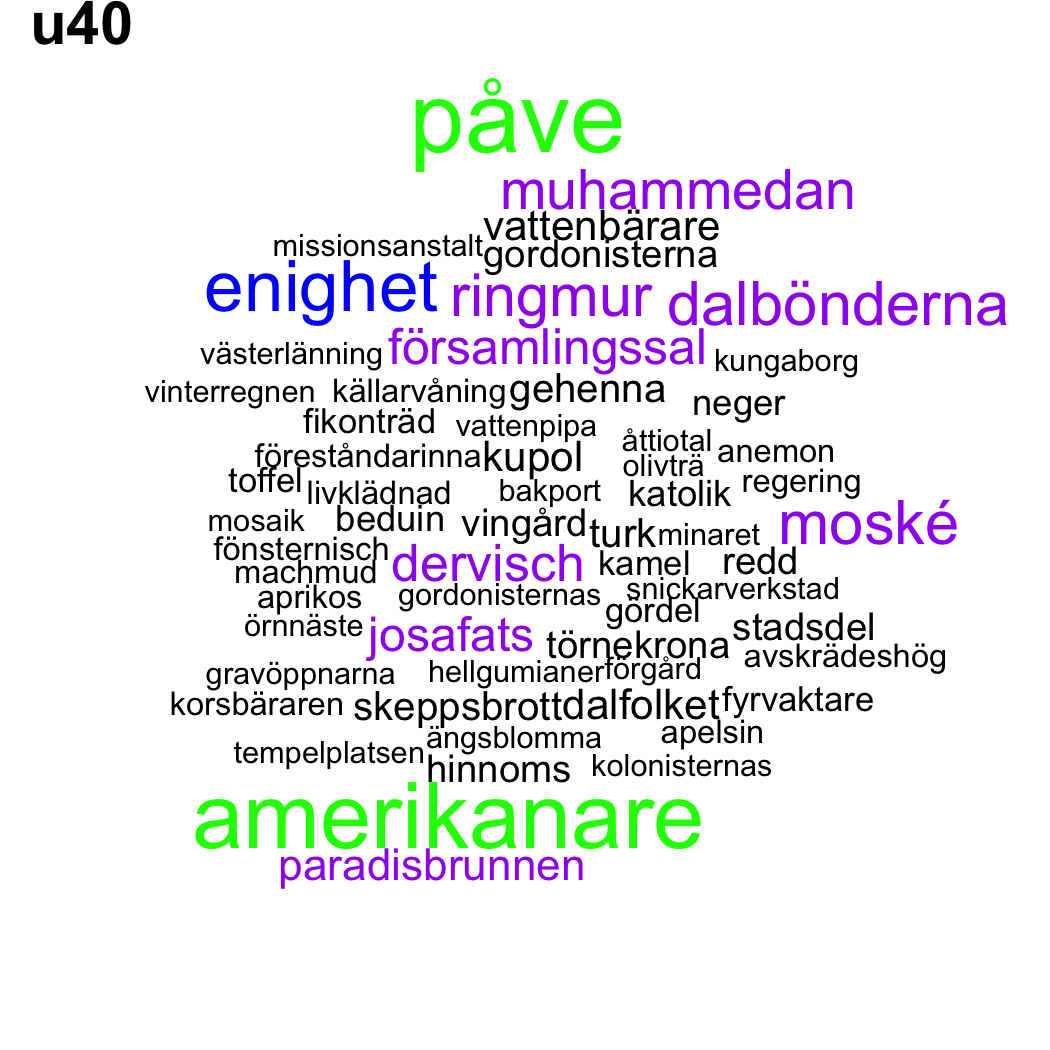 u40
påve
muhammedan
vattenbärare
missionsanstalt gordonisterna
enighet ringmur dalbönderna
västerlänning församlingssal kungaborg
vinterregnen källarvåning gehenna neger
fikonträd vattenpipa åttiotal anemon
föreståndarinna kupol olivträ
toffel livklädnad bakport katolik regering
mosaik beduin vingård turk minaret moské
fönsternisch dervisch kamel redd
machmud snickarverkstad
aprikos gordonisternas gördel
örnnäste josafats törnekrona stadsdel
gravöppnarna hellgumianer förgård avskrädeshög
korsbäraren skeppsbrott dalfolket fyrvaktare
tempelplatsen ängsblomma apelsin
hinnoms kolonisternas
amerikanare
paradisbrunnen